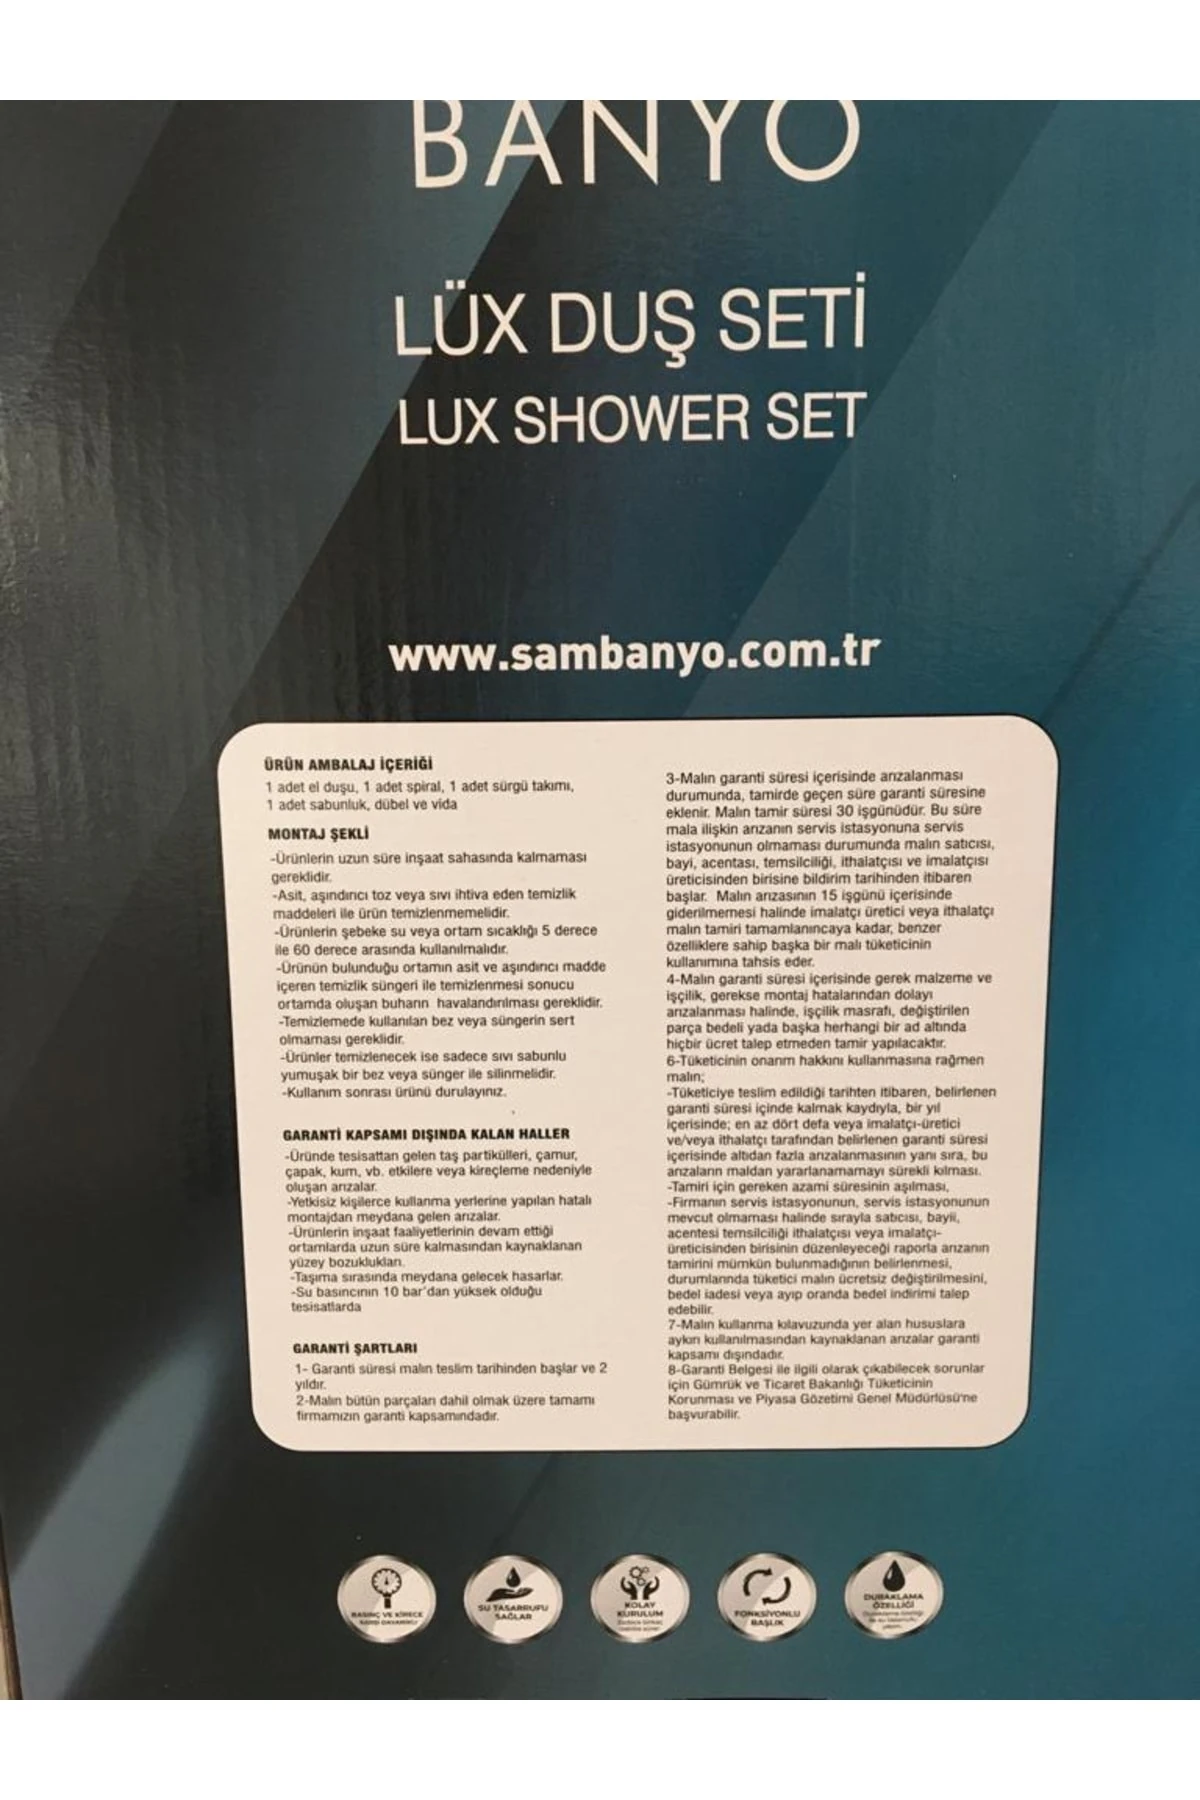 BANYO
LÜX DUŞ SETİ
LUX SHOWER SET
www.sambanyo.com.tr
ÜRÜN AMBALAJ İÇERİĞİ
1 adet el duşu, 1 adet spiral, 1 adet sürgü takımı,
1 adet sabunluk, dübel ve vida
MONTAJ ŞEKLİ
-Ürünlerin uzun süre inşaat sahasında kalmaması
gereklidir.
-Asit, aşındırıcı toz veya sıvı ihtiva eden temizlik
maddeleri ile ürün temizlenmemelidir.
-Ürünlerin şebeke su veya ortam sıcaklığı 5 derece
ile 60 derece arasında kullanılmalıdır.
-Ürünün bulunduğu ortamın asit ve aşındırıcı madde
içeren temizlik süngeri ile temizlenmesi sonucu
ortamda oluşan buharın havalandırılması gereklidir.
-Temizlemede kullanılan bez veya süngerin sert
olmaması gereklidir.
-Ürünler temizlenecek ise sadece sıvı sabunlu
yumuşak bir bez veya sünger ile silinmelidir.
-Kullanım sonrası ürünü durulayınız.
GARANTİ KAPSAMI DIŞINDA KALAN HALLER
-Üründe tesisattan gelen taş partikülleri, çamur,
çapak, kum, vb. etkilere veya kireçleme nedeniyle
oluşan arızalar.
-Yetkisiz kişilerce kullanma yerlerine yapılan hatalı
montajdan meydana gelen arızalar.
-Ürünlerin inşaat faaliyetlerinin devam ettiği
ortamlarda uzun süre kalmasından kaynaklanan
yüzey bozuklukları.
-Taşıma sırasında meydana gelecek hasarlar.
-Su basıncının 10 bar'dan yüksek olduğu
tesisatlarda
GARANTİ ŞARTLARI
1- Garanti süresi malın teslim tarihinden başlar ve 2
yıldır.
2-Malın bütün parçaları dahil olmak üzere tamamı
firmamızın garanti kapsamındadır.
3-Malın garanti süresi içerisinde arızalanması
durumunda, tamirde geçen süre garanti süresine
eklenir. Malın tamir süresi 30 işgünüdür. Bu süre
mala ilişkin arızanın servis istasyonuna servis
istasyonunun olmaması durumunda malın satıcısı,
bayi, acentası, temsilciliği, ithalatçısı ve imalatçısı
üreticisinden birisine bildirim tarihinden itibaren
başlar. Malın arızasının 15 işgünü içerisinde
giderilmemesi halinde imalatçı üretici veya ithalatçı
malın tamiri tamamlanıncaya kadar, benzer
özelliklere sahip başka bir malı tüketicinin
kullanımına tahsis eder.
4-Malın garanti süresi içerisinde gerek malzeme ve
işçilik, gerekse montaj hatalarından dolayı
arızalanması halinde, işçilik masrafı, değiştirilen
parça bedeli yada başka herhangi bir ad altında
hiçbir ücret talep etmeden tamir yapılacaktır.
6-Tüketicinin onarım hakkını kullanmasına rağmen
malın;
-Tüketiciye teslim edildiği tarihten itibaren, belirlenen
garanti süresi içinde kalmak kaydıyla, bir yıl
içerisinde; en az dört defa veya imalatçı-üretici
ve/veya ithalatçı tarafından belirlenen garanti süresi
içerisinde altıdan fazla arızalanmasının yanı sıra, bu
arızaların maldan yararlanamamayı sürekli kılması.
-Tamiri için gereken azami süresinin aşılması,
-Firmanın servis istasyonunun, servis istasyonunun
mevcut olmaması halinde sırayla satıcısı, bayii,
acentesi temsilciliği ithalatçısı veya imalatçı-
üreticisinden birisinin düzenleyeceği raporla arızanın
tamirini mümkün bulunmadığının belirlenmesi,
durumlarında tüketici malın ücretsiz değiştirilmesini,
bedel iadesi veya ayıp oranda bedel indirimi talep
edebilir.
7-Malın kullanma kılavuzunda yer alan hususlara
aykırı kullanılmasından kaynaklanan arızalar garanti
kapsamı dışındadır.
8-Garanti Belgesi ile ilgili olarak çıkabilecek sorunlar
için Gümrük ve Ticaret Bakanlığı Tüketicinin
Korunması ve Piyasa Gözetimi Genel Müdürlüsü'ne
başvurabilir.
BASINÇ VE KİRECE
SU TASARRUFU
SAĞLAR
KOLAY
KURULUM
FONKSİYONLU
BAŞLIK
DURAKLAMA
ÖZELLİĞİ